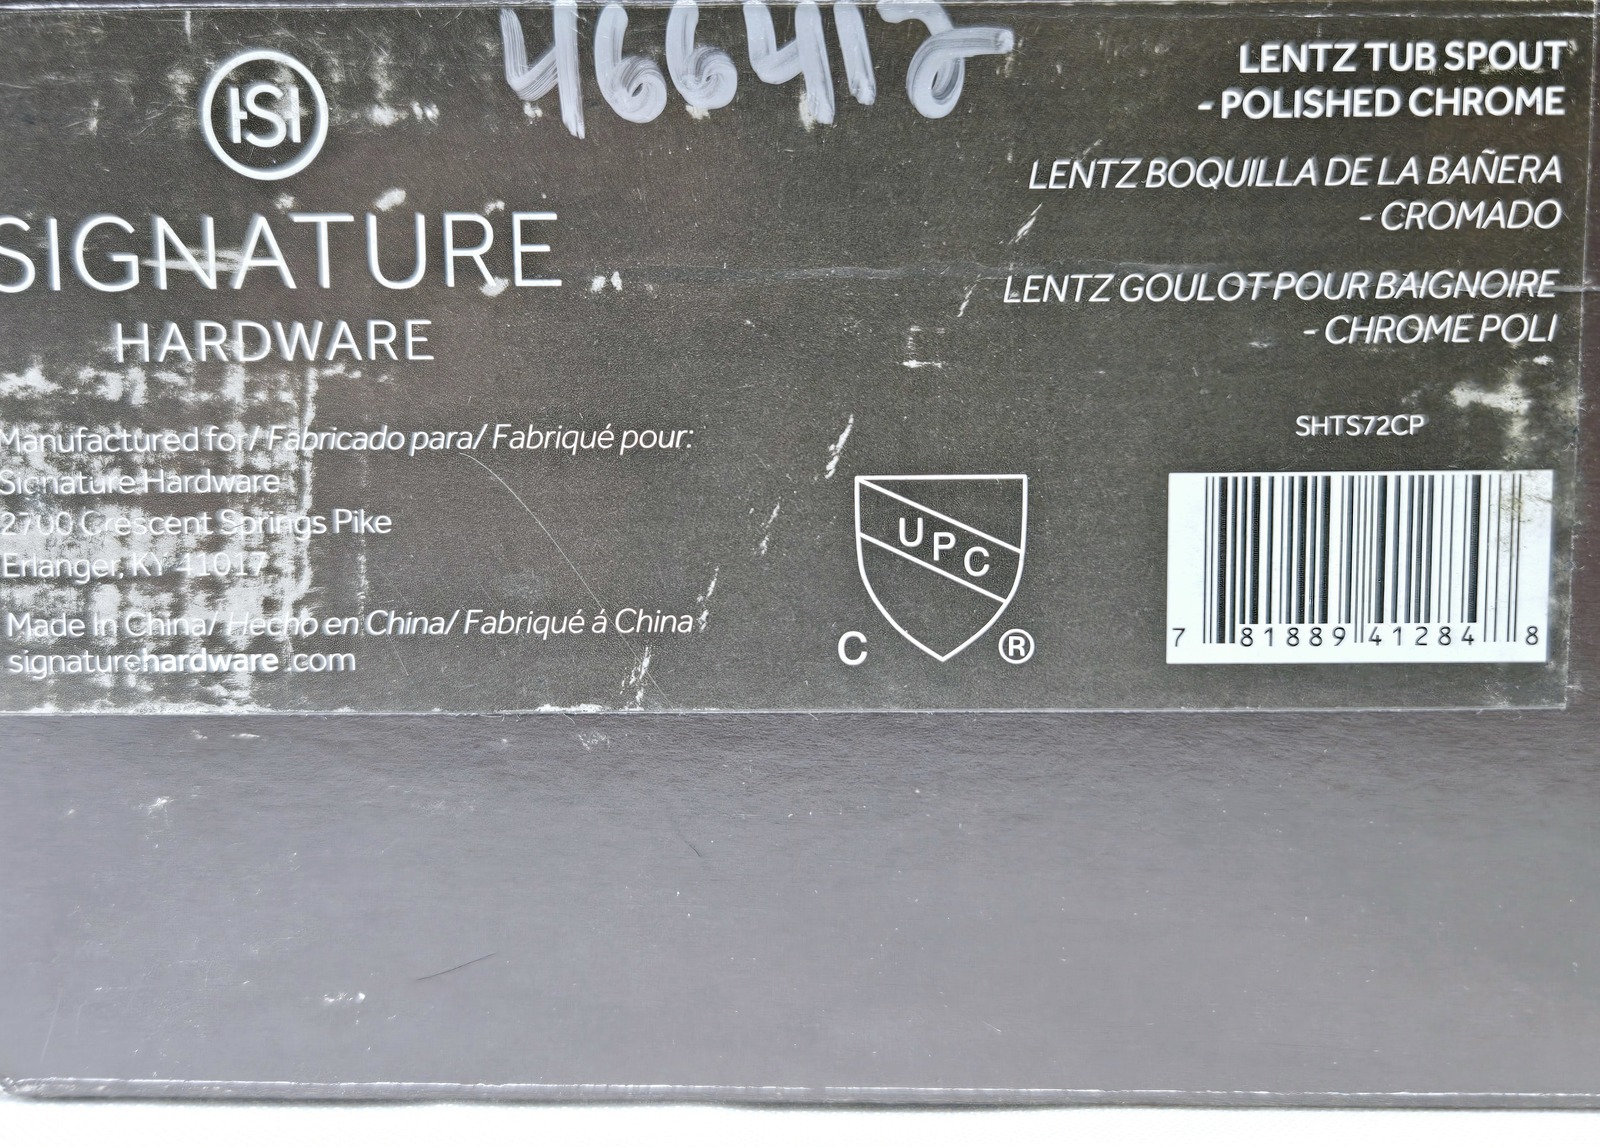 466412
HSH
SIGNATURE
HARDWARE
LENTZ TUB SPOUT
- POLISHED CHROME
LENTZ BOQUILLA DE LA BAÑERA
- CROMADO
LENTZ GOULOT POUR BAIGNOIRE
- CHROME POLI
Manufactured for/ Fabricado para/ Fabriqué pour:
Signature Hardware
2700 Crescent Springs Pike
Erlanger, KY 41017
Made In China/ Hecho en China/ Fabriqué á China
signaturehardware .com
UPC
C ®
SHTS72CP
7 81889 41284 8